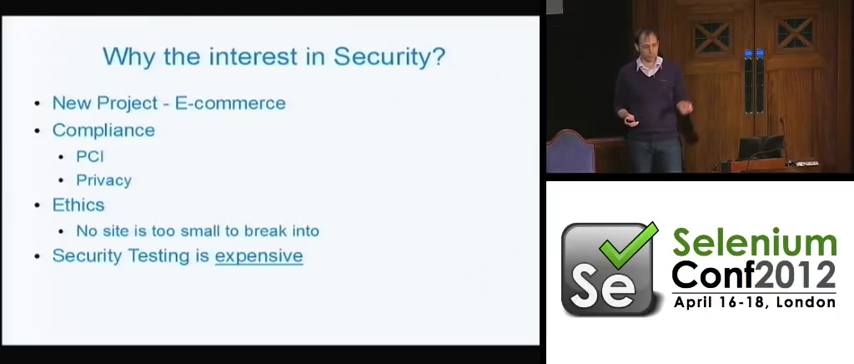 Why the interest in Security?
• New Project - E-commerce
• Compliance
• PCI
• Privacy
• Ethics
• No site is too small to break into
• Security Testing is expensive
Se
Selenium
Conf2012
April 16-18, London